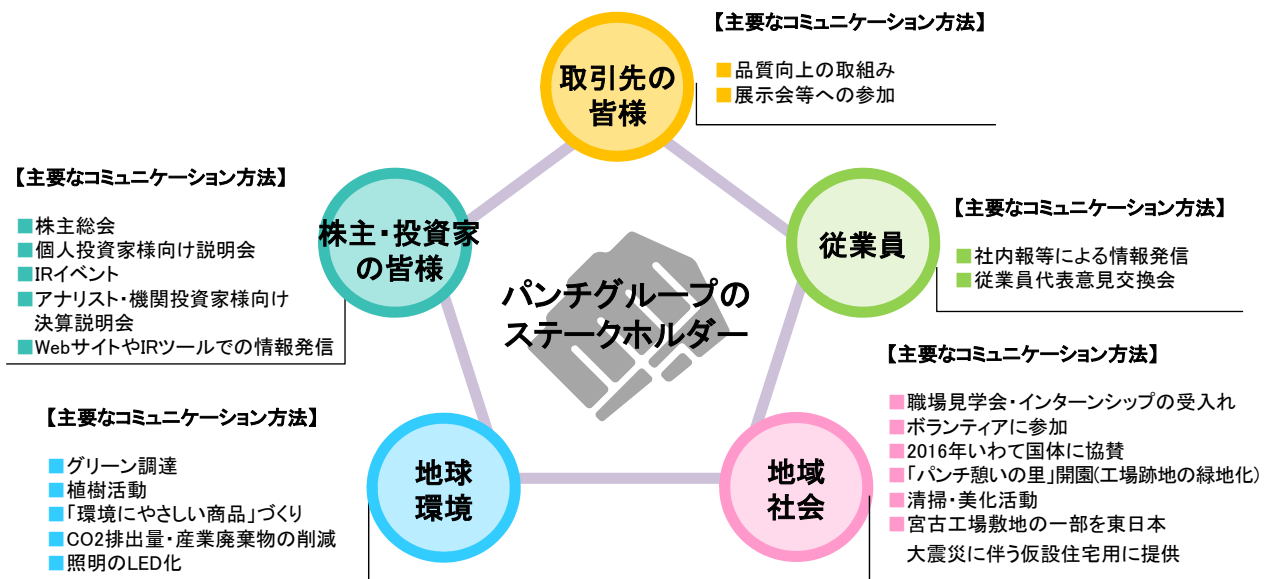 【主要なコミュニケーション方法】
■品質向上の取組み
■展示会等への参加
取引先の
皆様
【主要なコミュニケーション方法】
■株主総会
■個人投資家様向け説明会
■IRイベント
■アナリスト・機関投資家様向け
決算説明会
■WebサイトやIRツールでの情報発信
株主・投資家
の皆様
【主要なコミュニケーション方法】
■社内報等による情報発信
■従業員代表意見交換会
従業員
パンチグループの
ステークホルダー
【主要なコミュニケーション方法】
■グリーン調達
■植樹活動
■「環境にやさしい商品」づくり
■CO2排出量・産業廃棄物の削減
■照明のLED化
地球
環境
【主要なコミュニケーション方法】
■職場見学会・インターンシップの受入れ
■ボランティアに参加
■2016年いわて国体に協賛
■「パンチ憩いの里」開園(工場跡地の緑地化)
■清掃・美化活動
■宮古工場敷地の一部を東日本
大震災に伴う仮設住宅用に提供
地域
社会